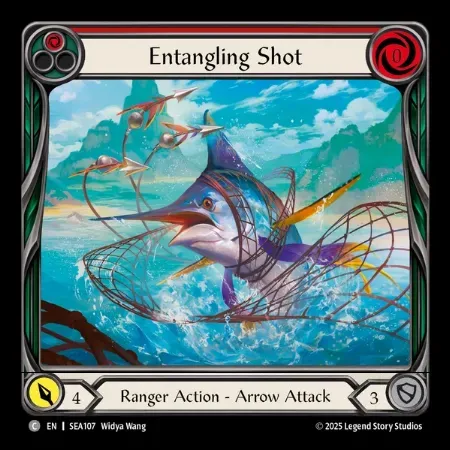 Entangling Shot
0
4
Ranger Action - Arrow Attack
3
C EN | SEA107 Widya Wang
© 2025 Legend Story Studios